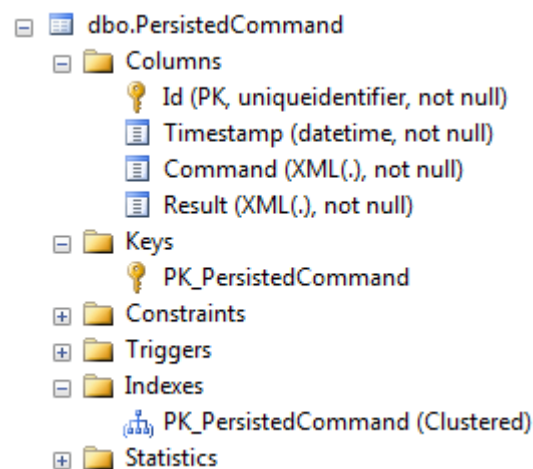 dbo.PersistedCommand
Columns
Id (PK, uniqueidentifier, not null)
Timestamp (datetime, not null)
Command (XML(.), not null)
Result (XML(.), not null)
Keys
PK_PersistedCommand
Constraints
Triggers
Indexes
PK_PersistedCommand (Clustered)
Statistics